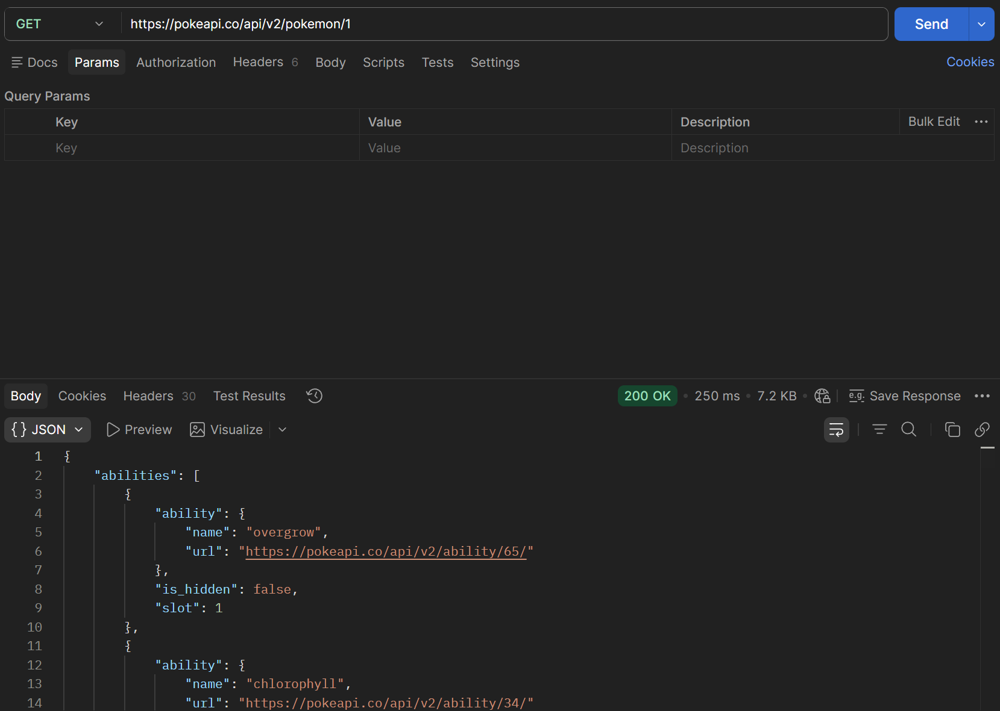 GET https://pokeapi.co/api/v2/pokemon/1 Send
Docs Params Authorization Headers 6 Body Scripts Tests Settings Cookies
Query Params
Key Value Description Bulk Edit
Key Value Description
Body Cookies Headers 30 Test Results 200 OK • 250 ms • 7.2 KB • e.g. Save Response
{} JSON Preview Visualize
1 {
2 "abilities": [
3 {
4 "ability": {
5 "name": "overgrow",
6 "url": "https://pokeapi.co/api/v2/ability/65/"
7 },
8 "is_hidden": false,
9 "slot": 1
10 },
11 {
12 "ability": {
13 "name": "chlorophyll",
14 "url": "https://pokeapi.co/api/v2/ability/34/"